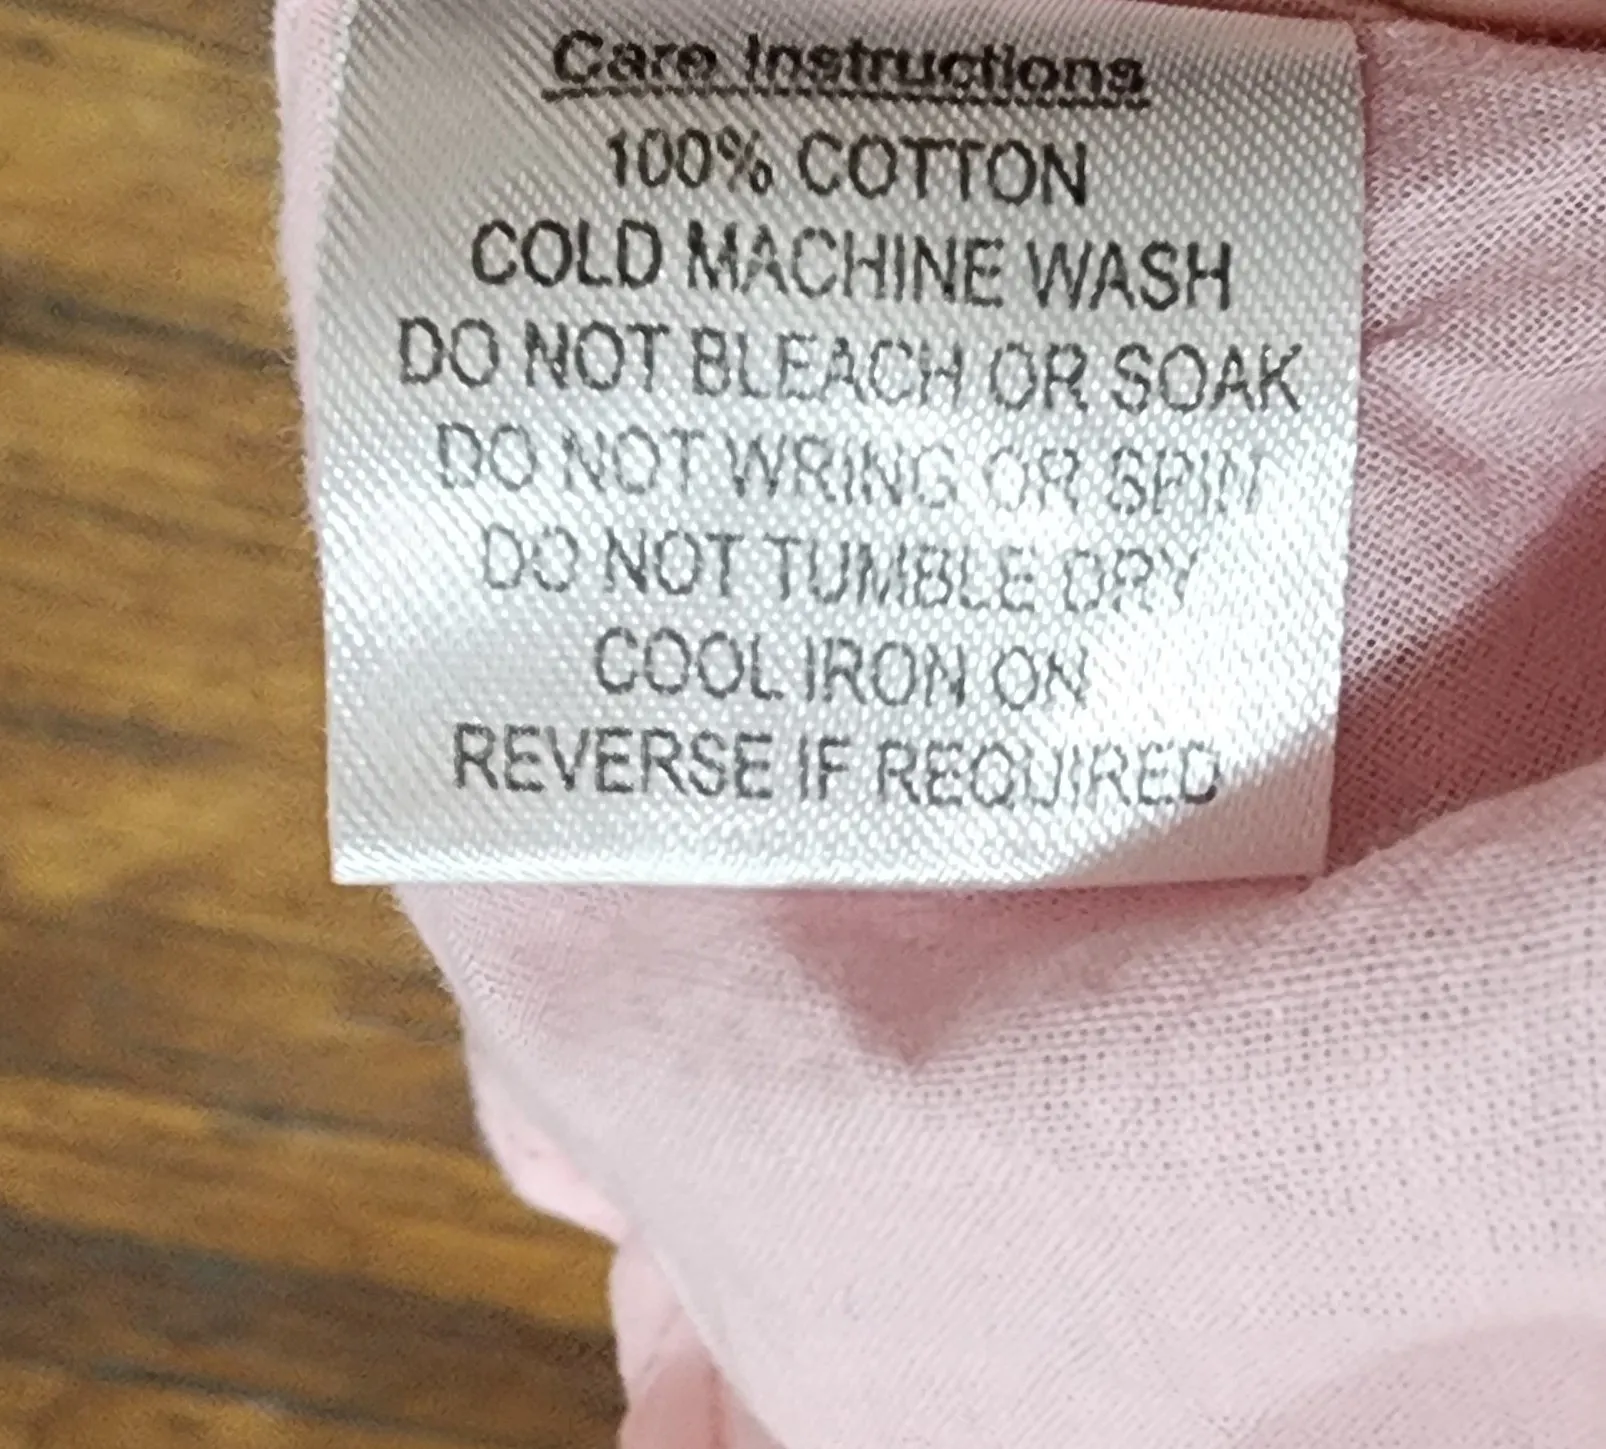 Care Instructions
100% COTTON
COLD MACHINE WASH
DO NOT BLEACH OR SOAK
DO NOT WRING OR SPIN
DO NOT TUMBLE DRY
COOL IRON ON
REVERSE IF REQUIRED